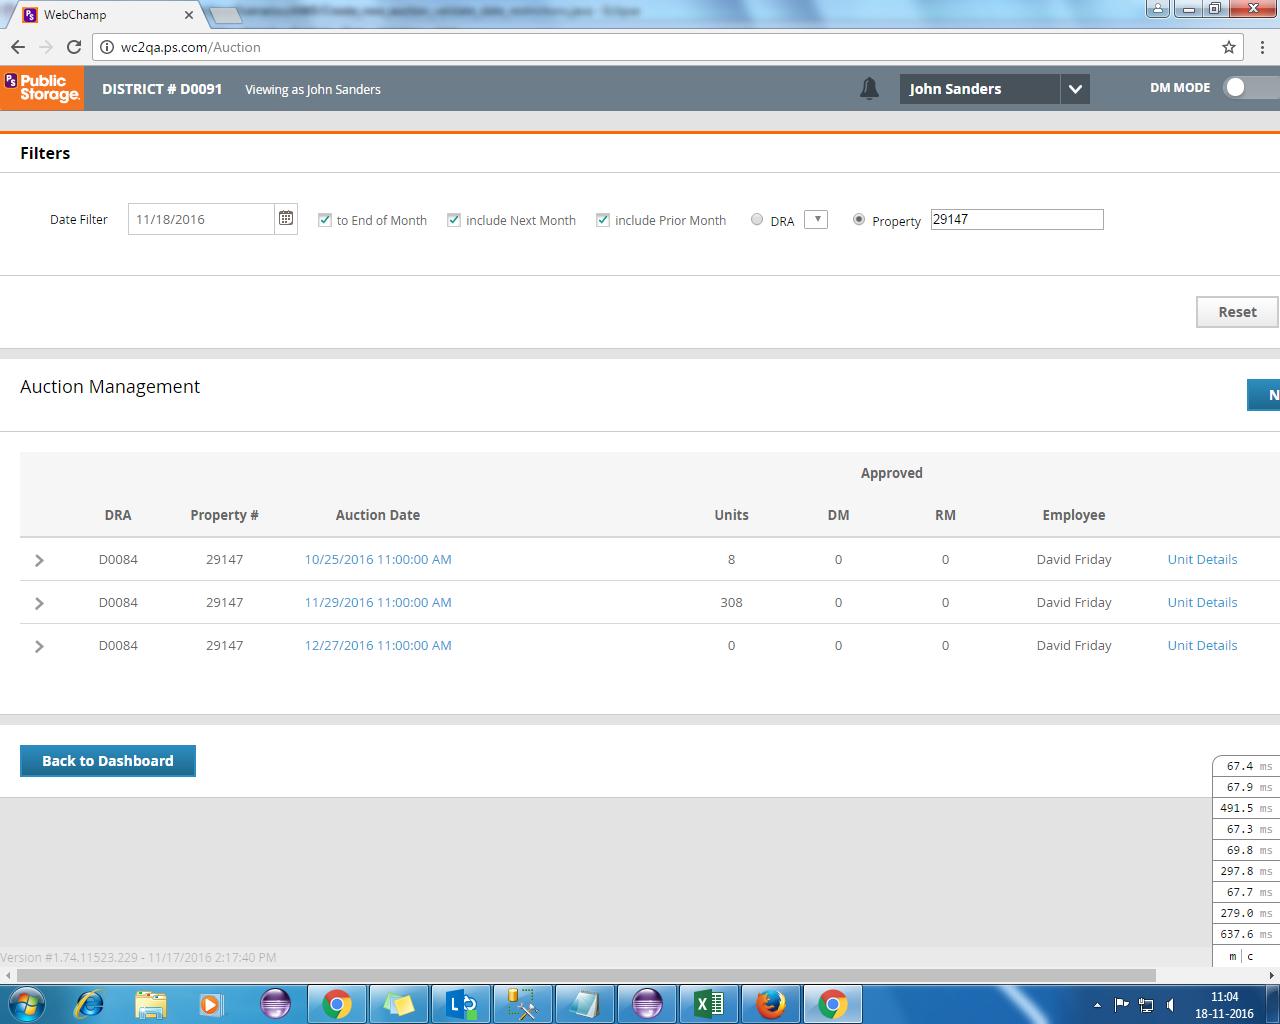 WebChamp
wc2qa.ps.com/Auction
PS Public Storage.
DISTRICT # D0091 Viewing as John Sanders John Sanders DM MODE
Filters
Date Filter 11/18/2016 to End of Month include Next Month include Prior Month DRA Property 29147
Reset
Auction Management
N
Approved
DRA Property # Auction Date Units DM RM Employee
D0084 29147 10/25/2016 11:00:00 AM 8 0 0 David Friday Unit Details
D0084 29147 11/29/2016 11:00:00 AM 308 0 0 David Friday Unit Details
D0084 29147 12/27/2016 11:00:00 AM 0 0 0 David Friday Unit Details
Back to Dashboard
67.4 ms
67.9 ms
491.5 ms
67.3 ms
69.8 ms
297.8 ms
67.7 ms
279.0 ms
637.6 ms
m | c
Version #1.74.11523.229 - 11/17/2016 2:17:40 PM
11:04
18-11-2016